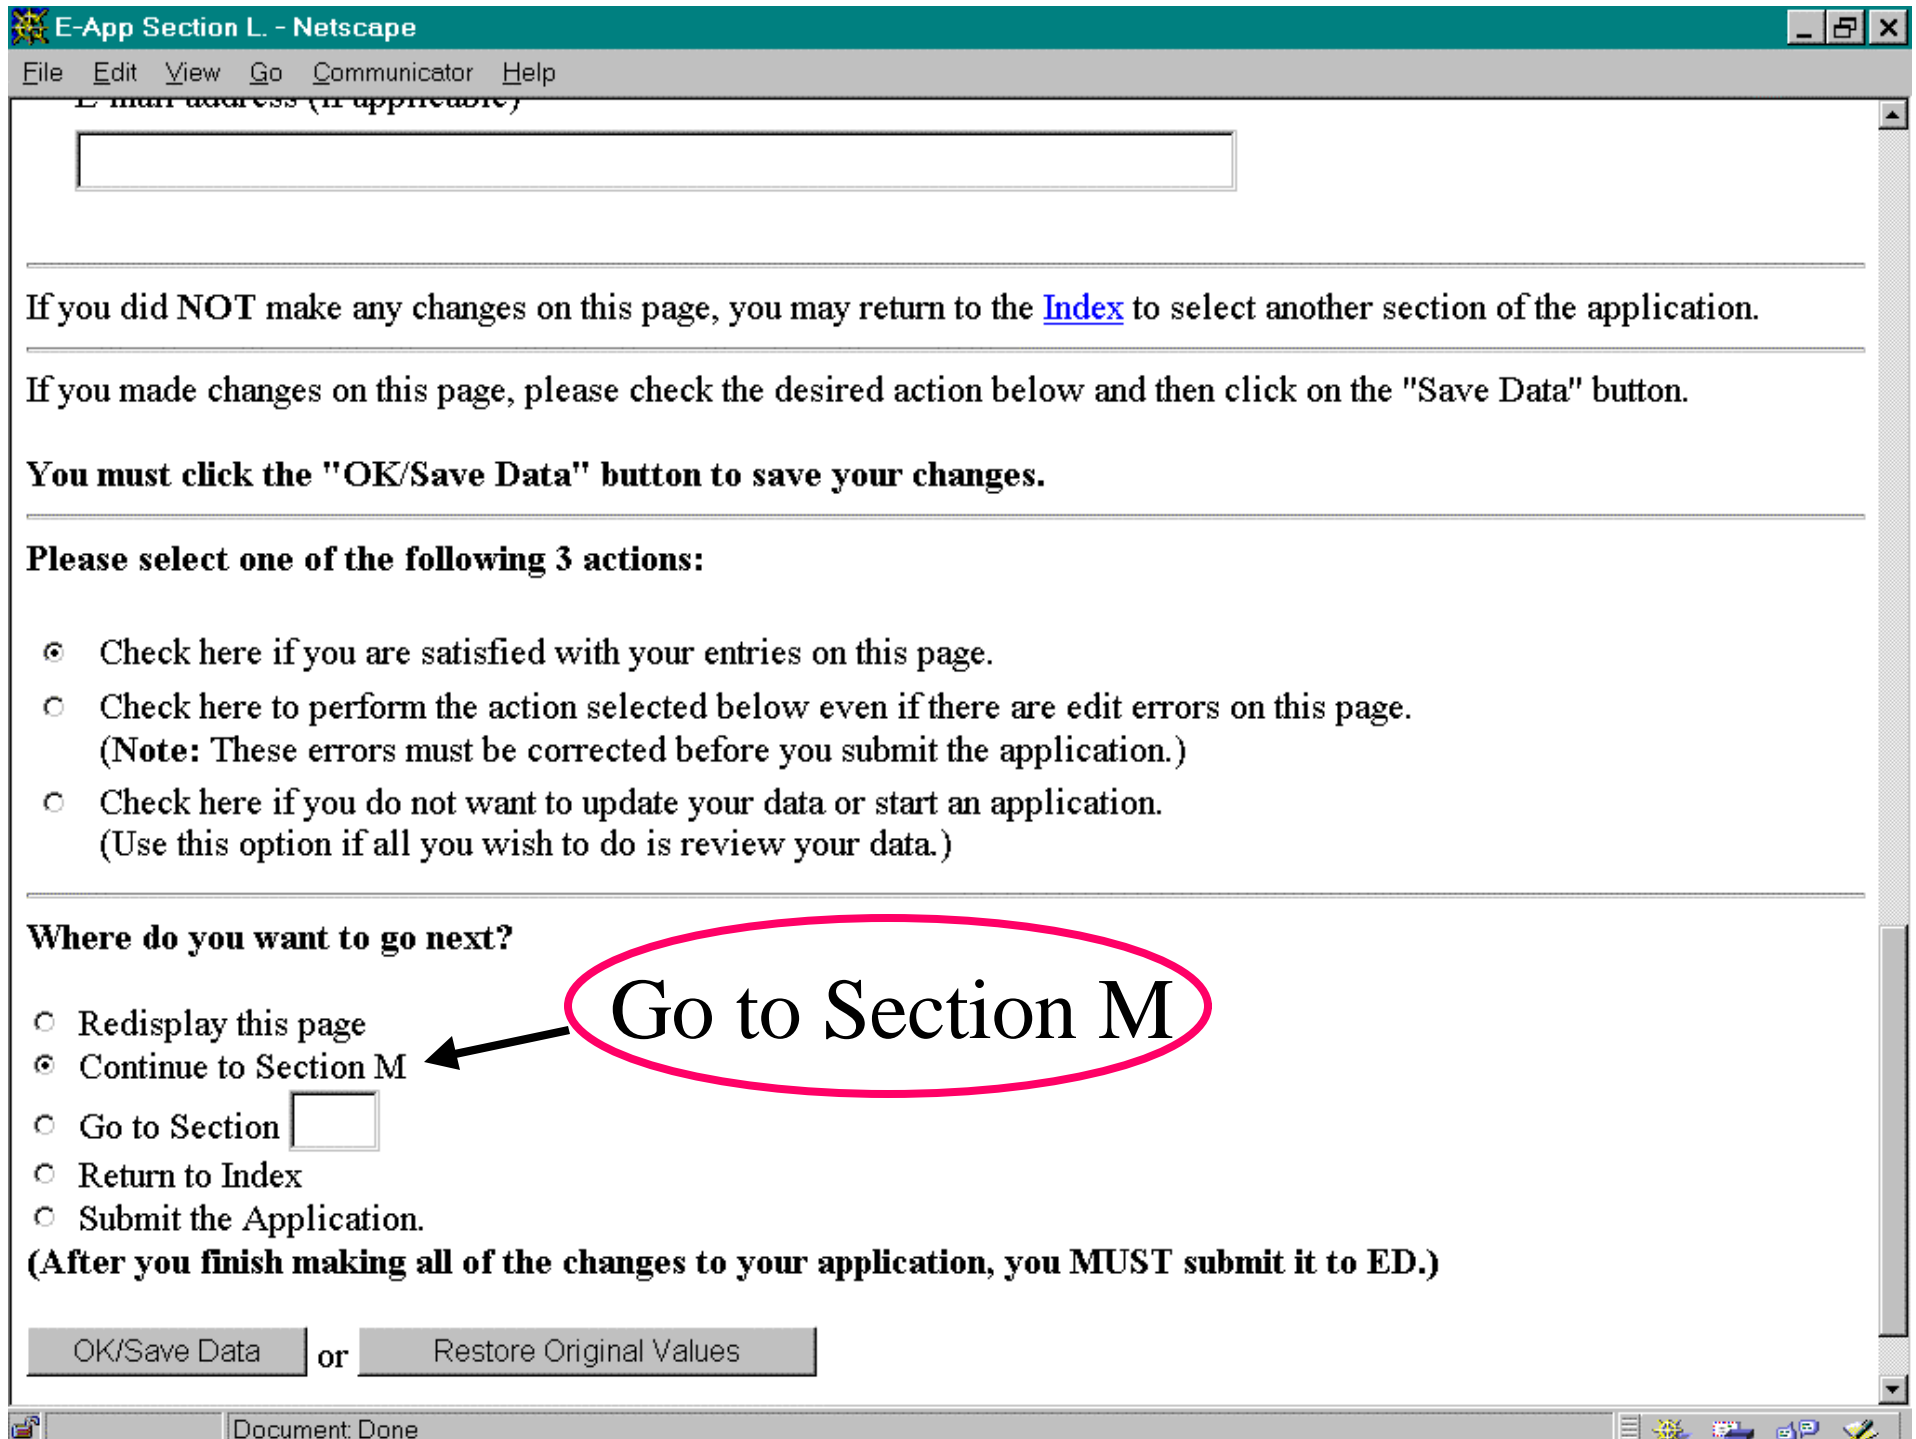 E-App Section L. - Netscape
File Edit View Go Communicator Help
E-mail address (if applicable)
If you did NOT make any changes on this page, you may return to the Index to select another section of the application.
If you made changes on this page, please check the desired action below and then click on the "Save Data" button.
You must click the "OK/Save Data" button to save your changes.
Please select one of the following 3 actions:
Check here if you are satisfied with your entries on this page.
Check here to perform the action selected below even if there are edit errors on this page.
(Note: These errors must be corrected before you submit the application.)
Check here if you do not want to update your data or start an application.
(Use this option if all you wish to do is review your data.)
Where do you want to go next?
Go to Section M
Redisplay this page
Continue to Section M
Go to Section
Return to Index
Submit the Application.
(After you finish making all of the changes to your application, you MUST submit it to ED.)
OK/Save Data or Restore Original Values
Document: Done